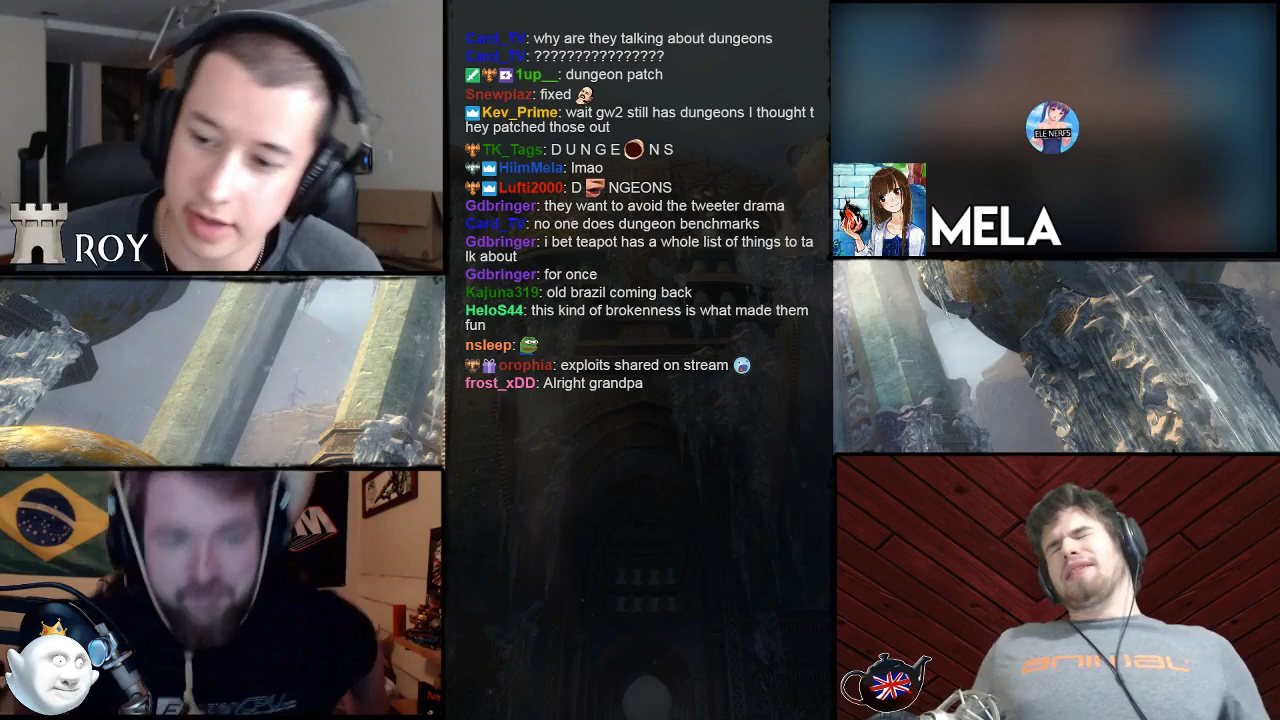 Card_TV: why are they talking about dungeons
Card_TV: ????????????????
1up__: dungeon patch
Snewplaz: fixed
Kev_Prime: wait gw2 still has dungeons I thought t
hey patched those out
TK_Tags: D U N G E N S
HiimMela: lmao
Lufti2000: D NGEONS
Gdbringer: they want to avoid the tweeter drama
Card_TV: no one does dungeon benchmarks
Gdbringer: i bet teapot has a whole list of things to ta
lk about
Gdbringer: for once
Kajuna319: old brazil coming back
HeloS44: this kind of brokenness is what made them
fun
nsleep:
orophia: exploits shared on stream
frost_xDD: Alright grandpa
ROY
ELE NERFS
MELA
animal